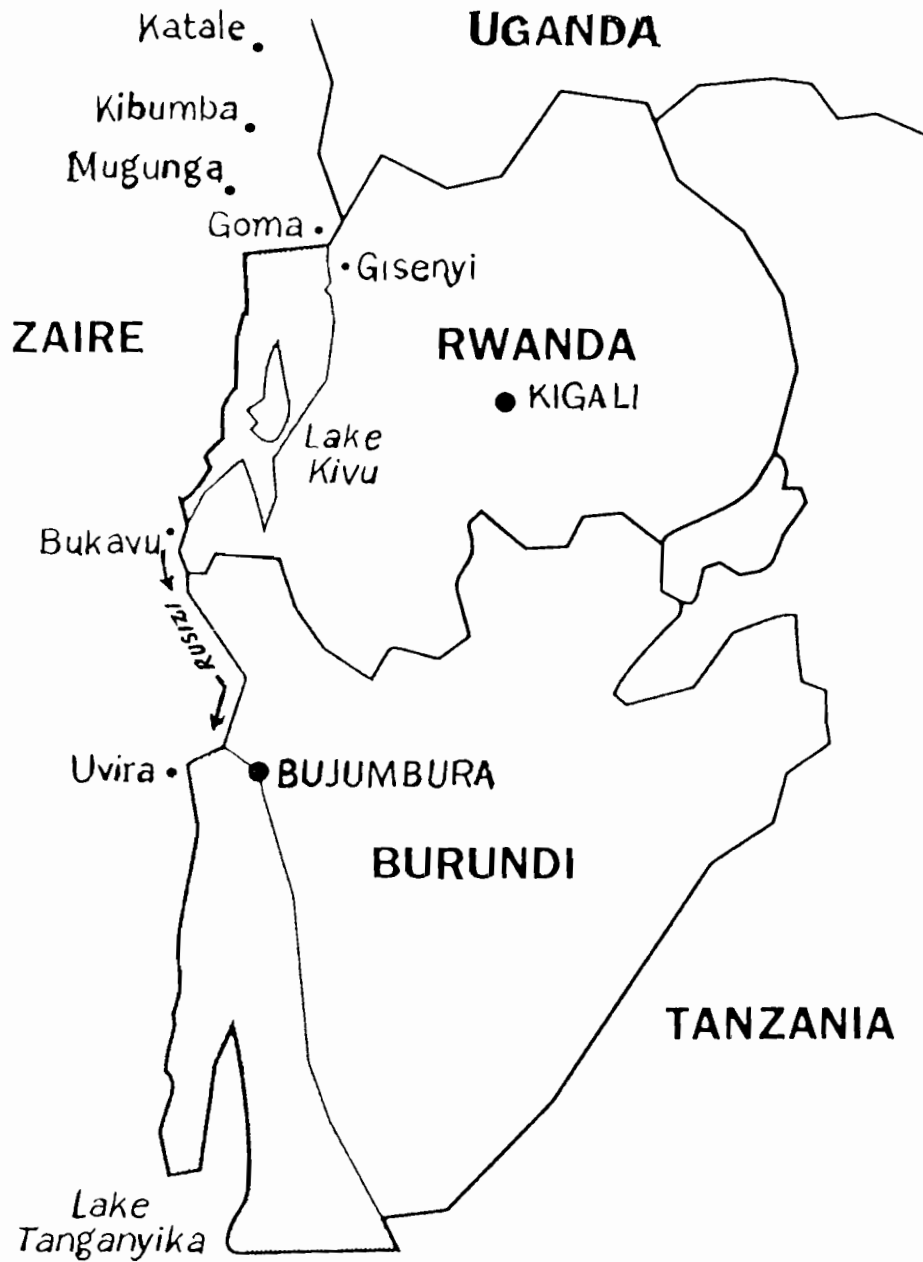 Katale
UGANDA
Kibumba
Mugunga
Goma
Gisenyi
ZAIRE
RWANDA
KIGALI
Lake
Kivu
Bukavu
RUSIZI
Uvira
BUJUMBURA
BURUNDI
TANZANIA
Lake
Tanganyika